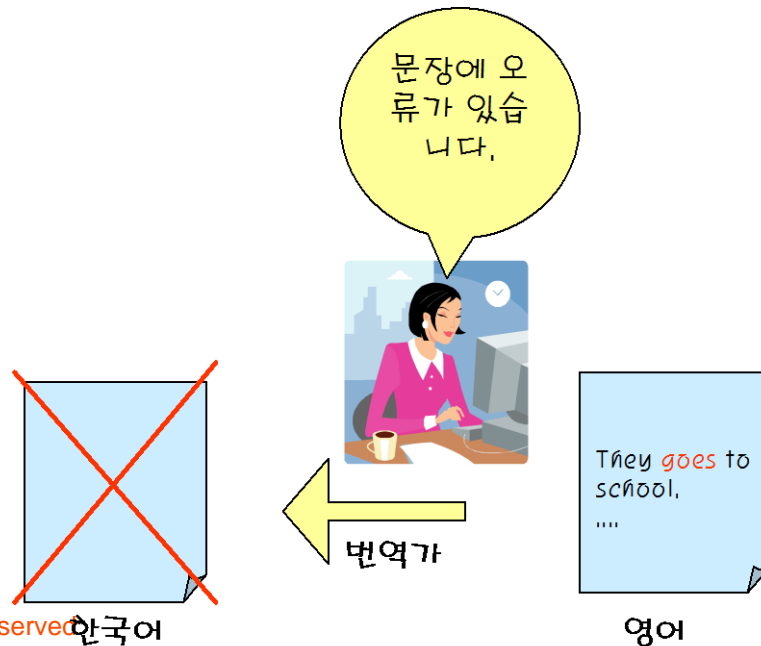 문장에 오
류가 있습
니다.
They goes to
school.
....
번역가
served
한국어
영어